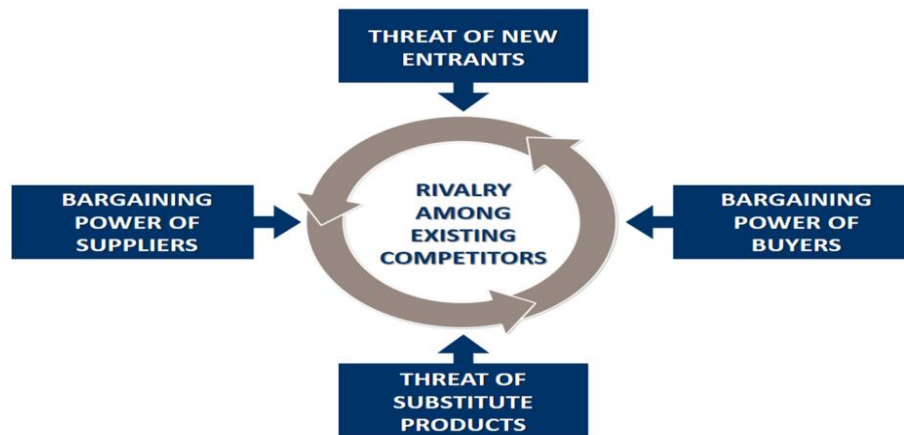 THREAT OF NEW
ENTRANTS
BARGAINING
POWER OF
SUPPLIERS
RIVALRY
AMONG
EXISTING
COMPETITORS
BARGAINING
POWER OF
BUYERS
THREAT OF
SUBSTITUTE
PRODUCTS